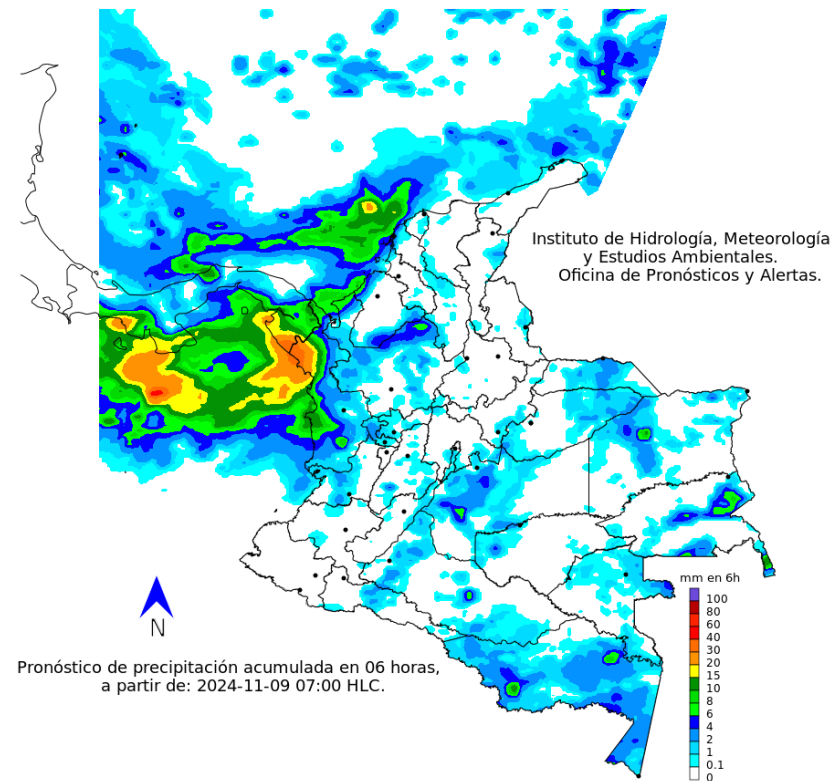 Instituto de Hidrología, Meteorología
y Estudios Ambientales.
Oficina de Pronósticos y Alertas.
N
Pronóstico de precipitación acumulada en 06 horas,
a partir de: 2024-11-09 07:00 HLC.
mm en 6h
100
80
60
40
30
20
15
10
8
6
4
2
1
0.1
0